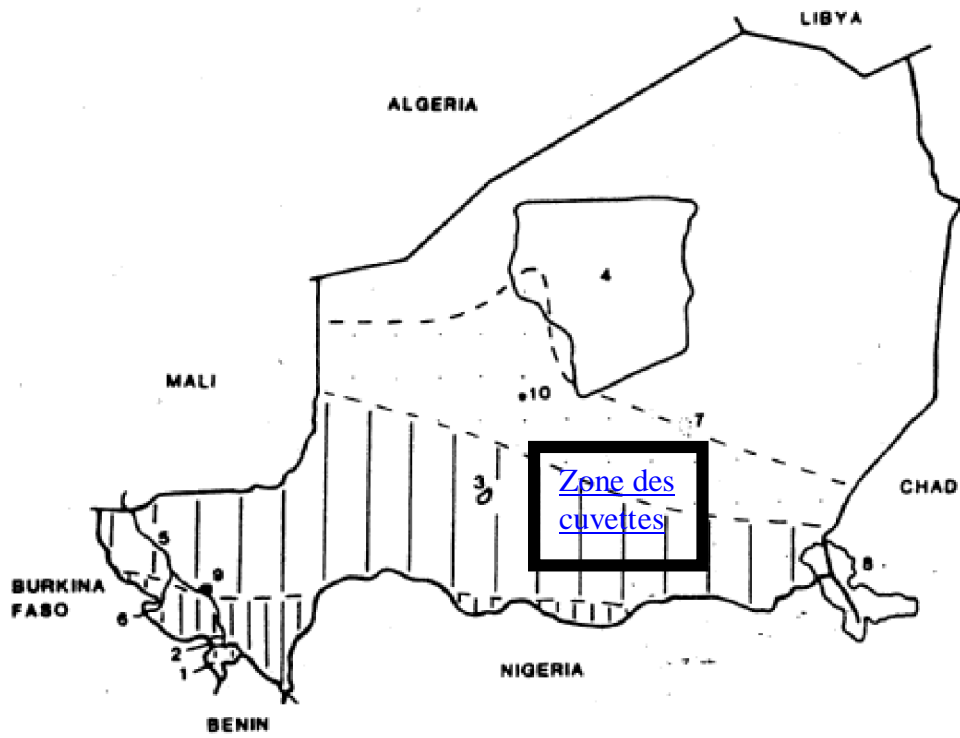 LIBYA
ALGERIA
4
MALI
10
7
3
Zone des
cuvettes
CHAD
5
8
9
BURKINA
FASO
6
2
1
NIGERIA
BENIN